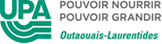 UPA
POUVOIR NOURRIR
POUVOIR GRANDIR
Outaouais-Laurentides